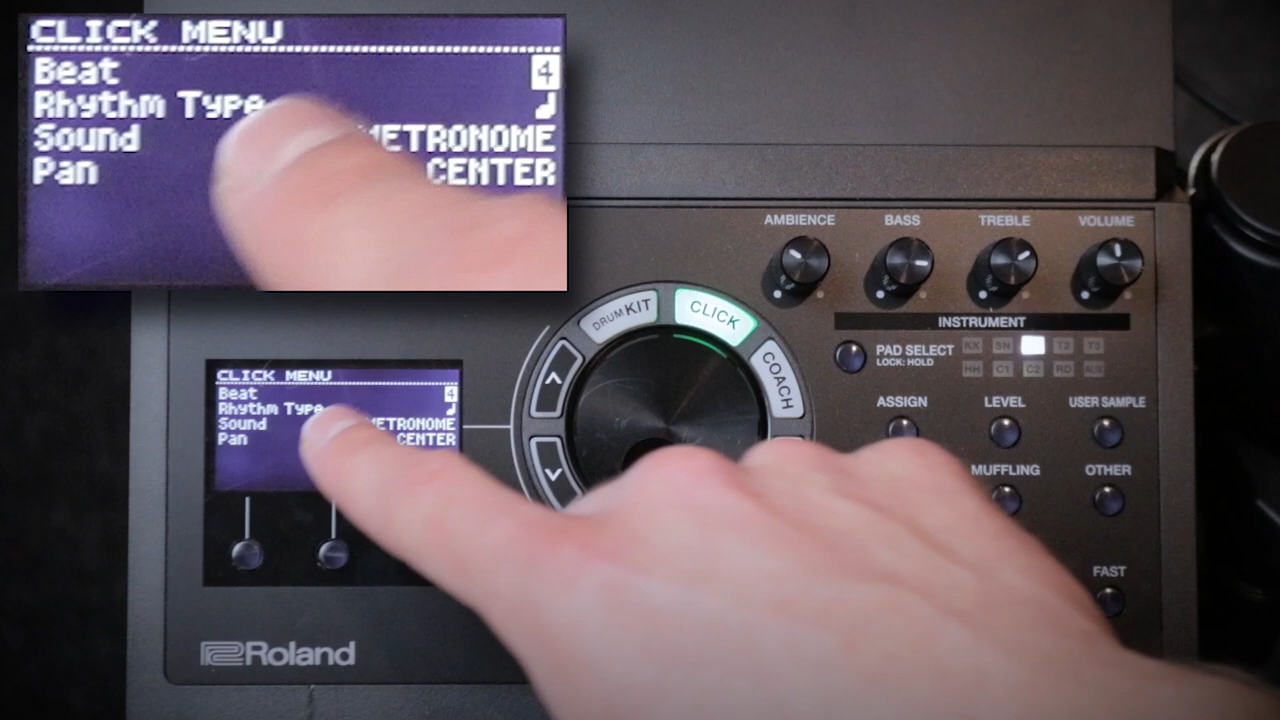 CLICK MENU
Beat 4
Rhythm Type
Sound METRONOME
Pan CENTER
AMBIENCE BASS TREBLE VOLUME
INSTRUMENT
DRUM KIT CLICK
COACH
PAD SELECT
LOCK: HOLD
KK SN T2 T3
HH C1 C2 RD AUX
CLICK MENU
Beat 4
Rhythm Type
Sound METRONOME
Pan CENTER
ASSIGN LEVEL USER SAMPLE
MUFFLING OTHER
FAST
Roland